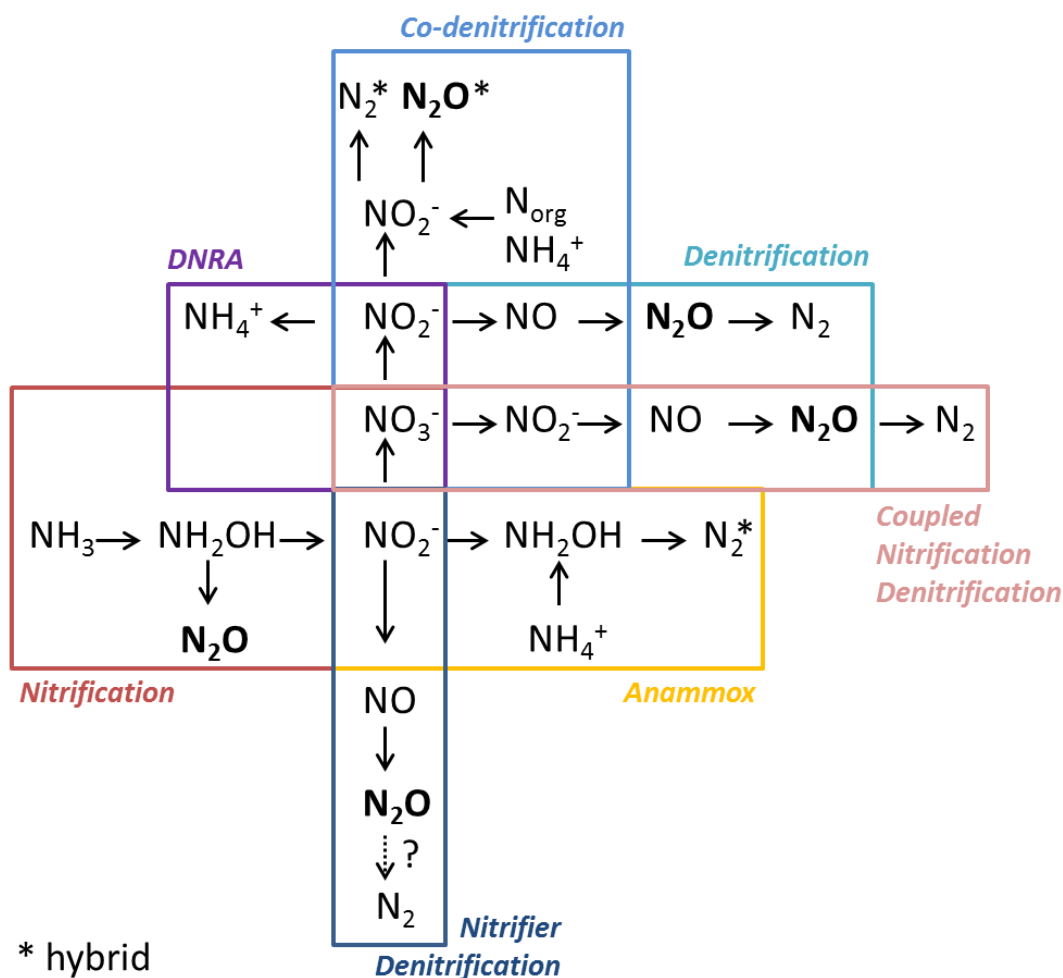 Co-denitrification
N₂* N₂O*
NO₂⁻ ← N_org
NH₄⁺
DNRA Denitrification
NH₄⁺ ← NO₂⁻ → NO → N₂O → N₂
NO₃⁻ → NO₂⁻ → NO → N₂O → N₂
NH₃ → NH₂OH → NO₂⁻ → NH₂OH → N₂*
Coupled
Nitrification
Denitrification
N₂O NH₄⁺
Nitrification Anammox
NO
N₂O
?
N₂
Nitrifier
Denitrification
* hybrid